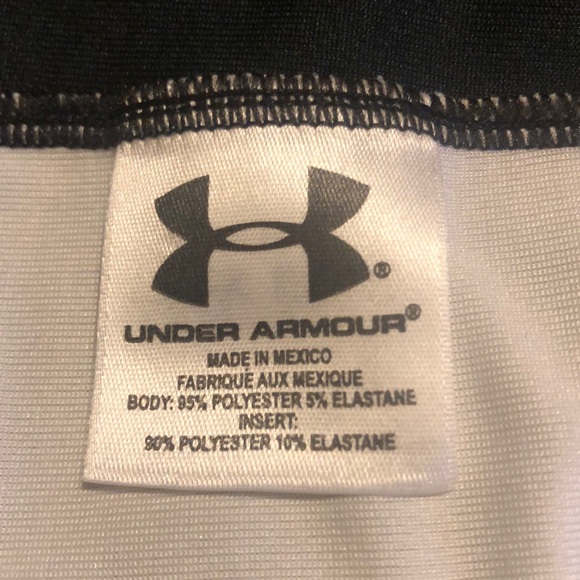 ®
UNDER ARMOUR®
MADE IN MEXICO
FABRIQUÉ AUX MEXIQUE
BODY: 95% POLYESTER 5% ELASTANE
INSERT:
90% POLYESTER 10% ELASTANE